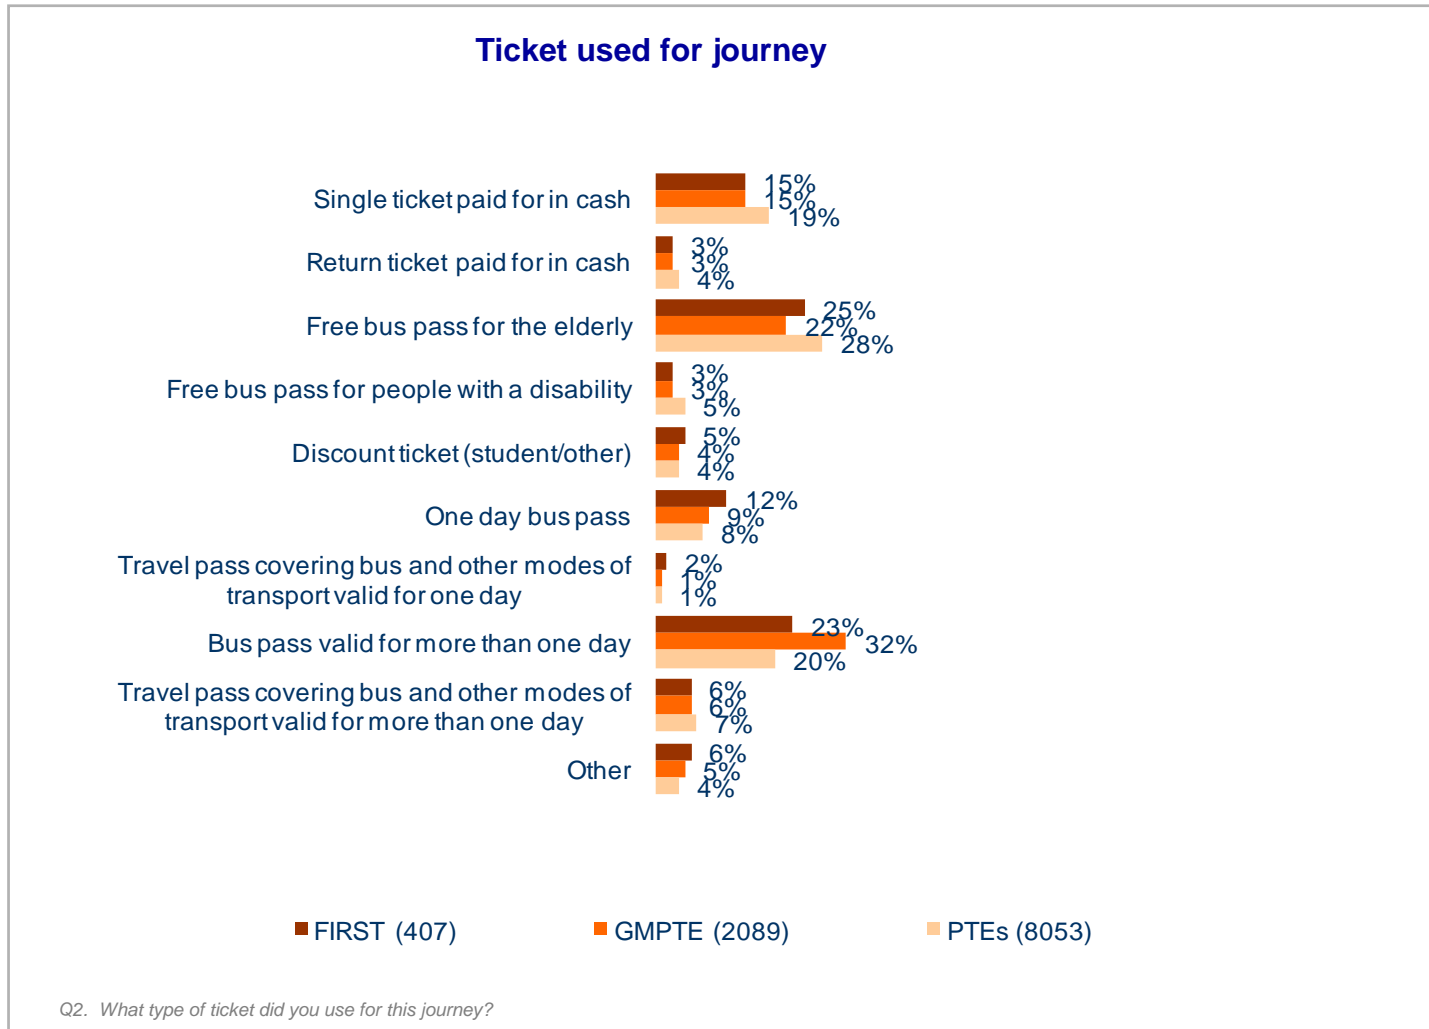 Ticket used for journey
Single ticket paid for in cash
15%
15%
19%
Return ticket paid for in cash
3%
3%
4%
Free bus pass for the elderly
25%
22%
28%
Free bus pass for people with a disability
3%
3%
5%
Discount ticket (student/other)
5%
4%
4%
One day bus pass
12%
9%
8%
Travel pass covering bus and other modes of
transport valid for one day
2%
1%
1%
Bus pass valid for more than one day
23%
32%
20%
Travel pass covering bus and other modes of
transport valid for more than one day
6%
6%
7%
Other
6%
5%
4%
FIRST (407) GMPTE (2089) PTEs (8053)
Q2. What type of ticket did you use for this journey?